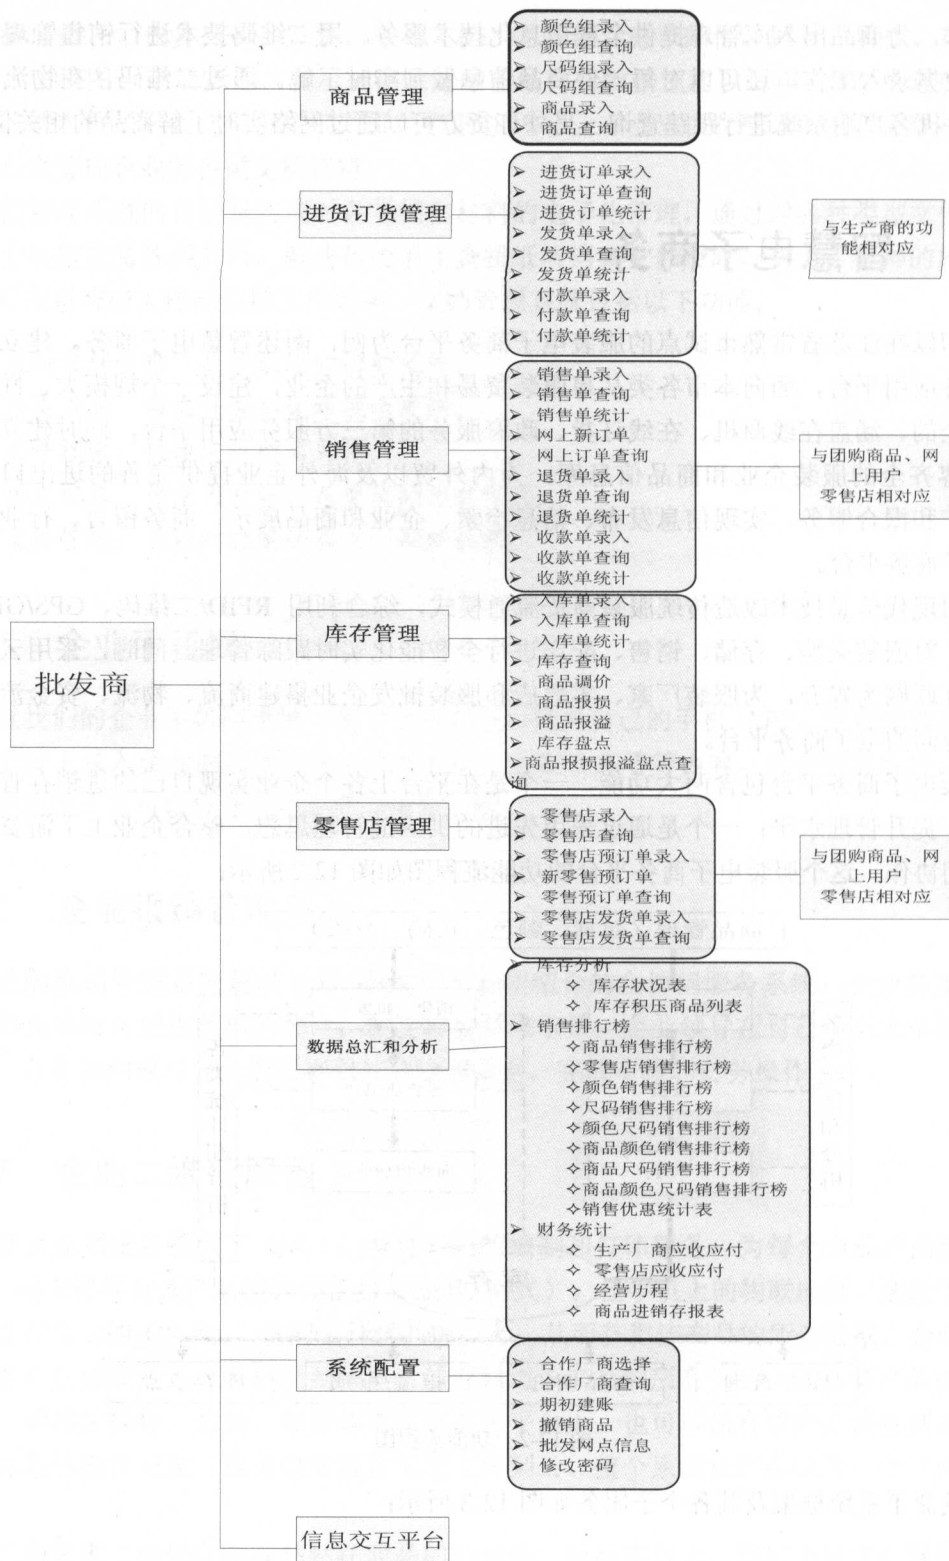 批发商
商品管理
➢ 颜色组录入
➢ 颜色组查询
➢ 尺码组录入
➢ 尺码组查询
➢ 商品录入
➢ 商品查询
进货订货管理
➢ 进货订单录入
➢ 进货订单查询
➢ 进货订单统计
➢ 发货单录入
➢ 发货单查询
➢ 发货单统计
➢ 付款单录入
➢ 付款单查询
➢ 付款单统计
与生产商的功
能相对应
销售管理
➢ 销售单录入
➢ 销售单查询
➢ 销售单统计
➢ 网上新订单
➢ 网上订单查询
➢ 退货单录入
➢ 退货单查询
➢ 退货单统计
➢ 收款单录入
➢ 收款单查询
➢ 收款单统计
与团购商品、网
上用户
零售店相对应
库存管理
➢ 入库单录入
➢ 入库单查询
➢ 入库单统计
➢ 库存查询
➢ 商品调价
➢ 商品报损
➢ 商品报溢
➢ 库存盘点
➢商品报损报溢盘点查
询
零售店管理
➢ 零售店录入
➢ 零售店查询
➢ 零售店预订单录入
➢ 新零售预订单
➢ 零售预订单查询
➢ 零售店发货单录入
➢ 零售店发货单查询
与团购商品、网
上用户
零售店相对应
数据总汇和分析
➢ 库存分析
✧ 库存状况表
✧ 库存积压商品列表
➢ 销售排行榜
✧商品销售排行榜
✧零售店销售排行榜
✧颜色销售排行榜
✧尺码销售排行榜
✧颜色尺码销售排行榜
✧商品颜色销售排行榜
✧商品尺码销售排行榜
✧商品颜色尺码销售排行榜
✧销售优惠统计表
➢ 财务统计
✧ 生产厂商应收应付
✧ 零售店应收应付
✧ 经营历程
✧ 商品进销存报表
系统配置
➢ 合作厂商选择
➢ 合作厂商查询
➢ 期初建账
➢ 撤销商品
➢ 批发网点信息
➢ 修改密码
信息交互平台